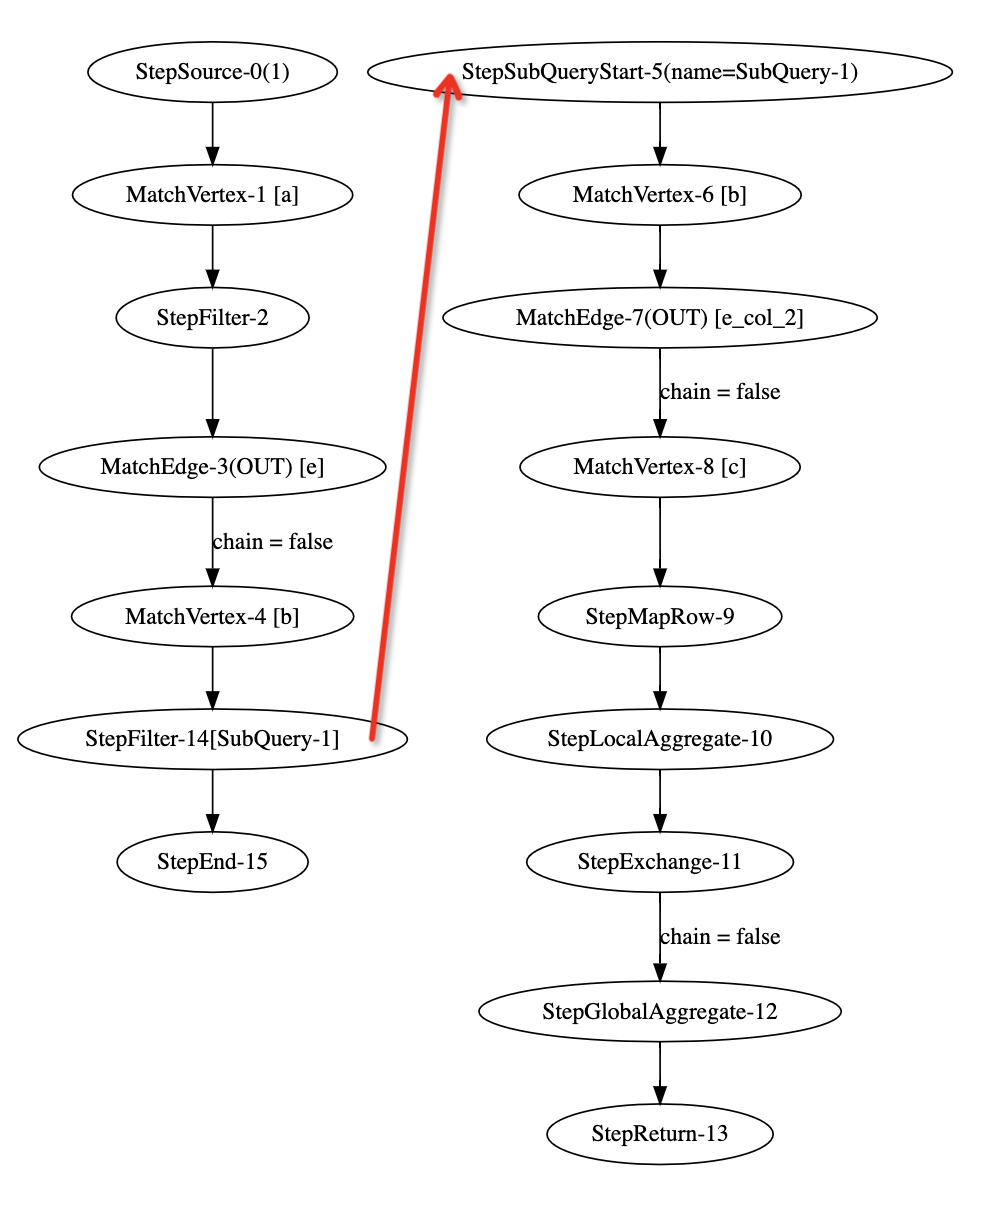 StepSource-0(1)
MatchVertex-1 [a]
StepFilter-2
MatchEdge-3(OUT) [e]
chain = false
MatchVertex-4 [b]
StepFilter-14[SubQuery-1]
StepEnd-15
StepSubQueryStart-5(name=SubQuery-1)
MatchVertex-6 [b]
MatchEdge-7(OUT) [e_col_2]
chain = false
MatchVertex-8 [c]
StepMapRow-9
StepLocalAggregate-10
StepExchange-11
chain = false
StepGlobalAggregate-12
StepReturn-13